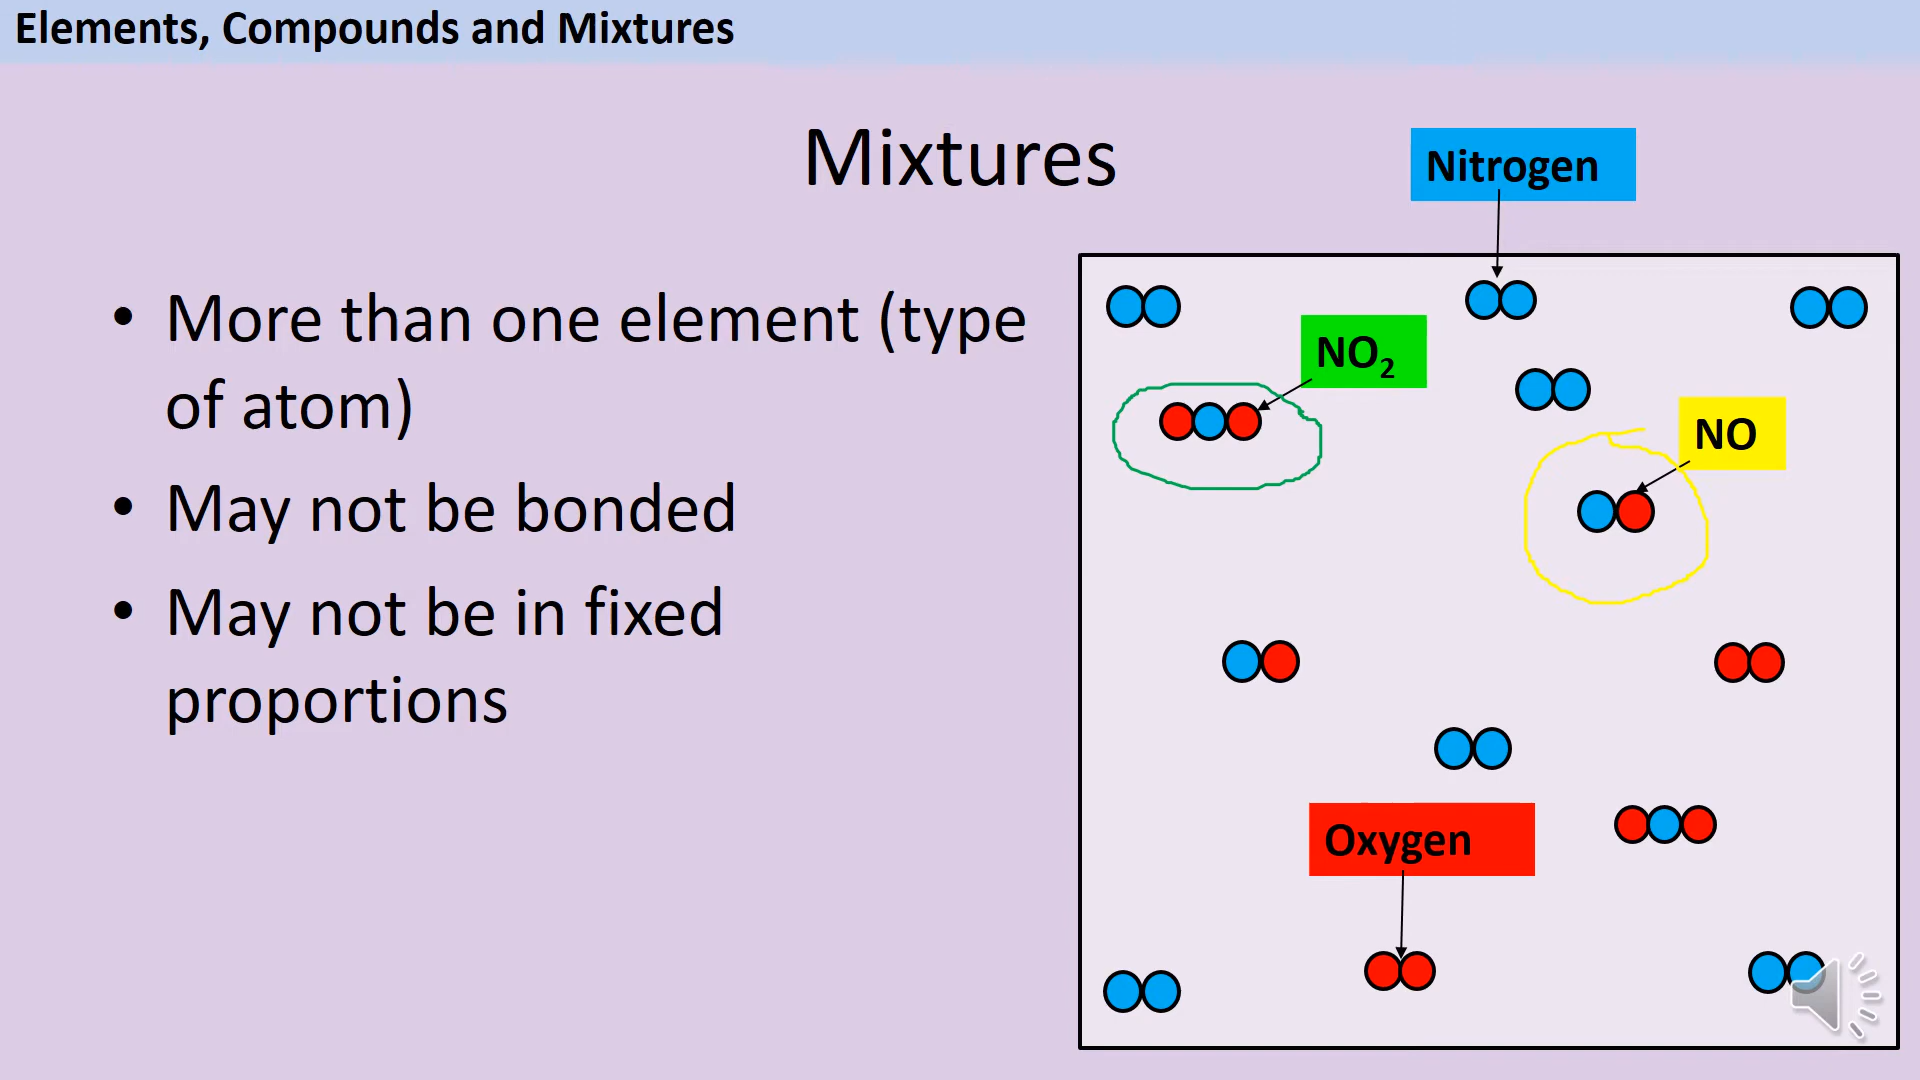 Elements, Compounds and Mixtures
Mixtures
• More than one element (type
of atom)
• May not be bonded
• May not be in fixed
proportions
Nitrogen
NO₂
NO
Oxygen